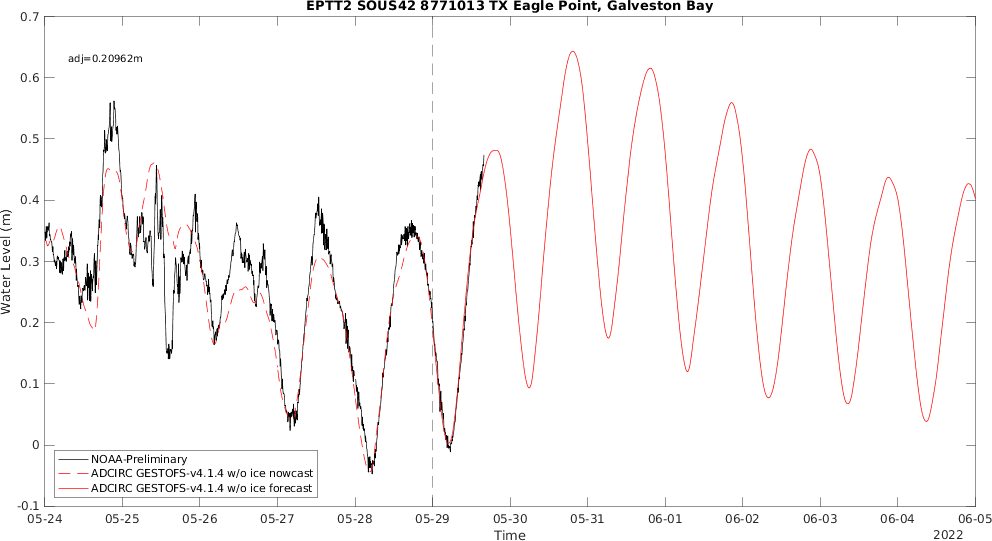 EPTT2 SOUS42 8771013 TX Eagle Point, Galveston Bay
0.7
adj=0.20962m
0.6
0.5
0.4
0.3
0.2
0.1
0
-0.1
Water Level (m)
NOAA-Preliminary
ADCIRC GESTOFS-v4.1.4 w/o ice nowcast
ADCIRC GESTOFS-v4.1.4 w/o ice forecast
05-24 05-25 05-26 05-27 05-28 05-29 05-30 05-31 06-01 06-02 06-03 06-04 06-05
Time
2022